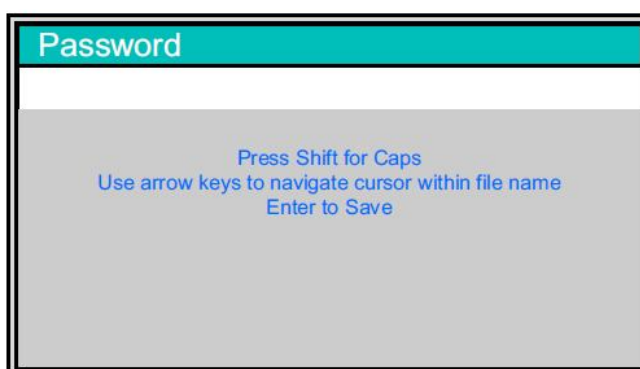 Password
Press Shift for Caps
Use arrow keys to navigate cursor within file name
Enter to Save